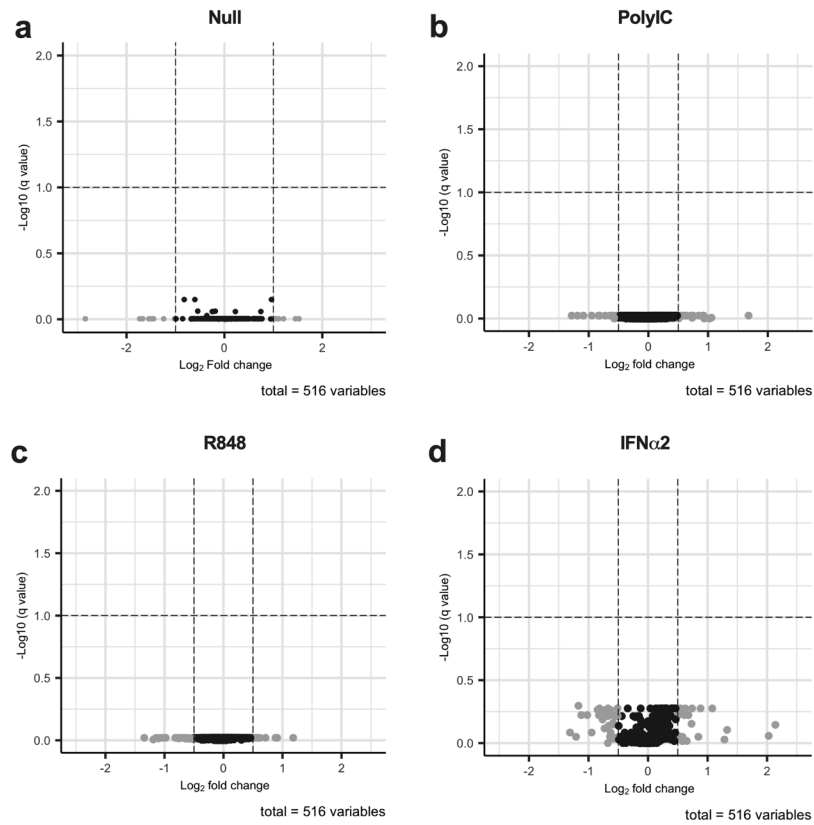 a
Null
2.0
1.5
1.0
0.5
0.0
-Log10 (q value)
-2
0
2
Log2 Fold change
total = 516 variables
b
PolyIC
2.0
1.5
1.0
0.5
0.0
-Log10 (q value)
-2
-1
0
1
2
Log2 fold change
total = 516 variables
c
R848
2.0
1.5
1.0
0.5
0.0
-Log10 (q value)
-2
-1
0
1
2
Log2 fold change
total = 516 variables
d
IFNα2
2.0
1.5
1.0
0.5
0.0
-Log10 (q value)
-2
-1
0
1
2
Log2 fold change
total = 516 variables